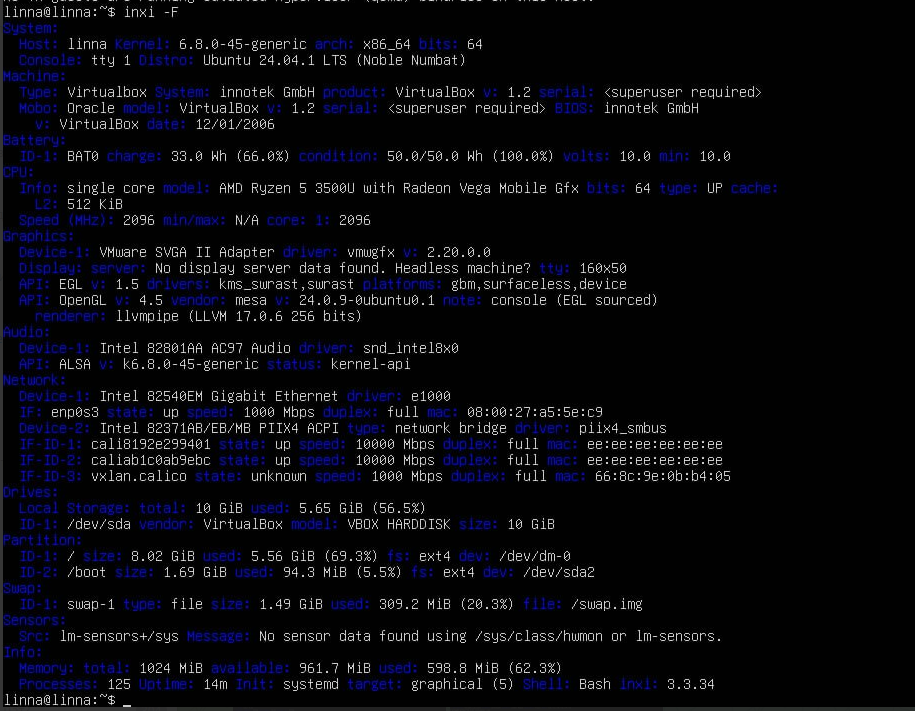 linna@linna:~$ inxi -F
System:
  Host: linna Kernel: 6.8.0-45-generic arch: x86_64 bits: 64
  Console: tty 1 Distro: Ubuntu 24.04.1 LTS (Noble Numbat)
Machine:
  Type: Virtualbox System: innotek GmbH product: VirtualBox v: 1.2 serial: <superuser required>
  Mobo: Oracle model: VirtualBox v: 1.2 serial: <superuser required> BIOS: innotek GmbH
    v: VirtualBox date: 12/01/2006
Battery:
  ID-1: BAT0 charge: 33.0 Wh (66.0%) condition: 50.0/50.0 Wh (100.0%) volts: 10.0 min: 10.0
CPU:
  Info: single core model: AMD Ryzen 5 3500U with Radeon Vega Mobile Gfx bits: 64 type: UP cache:
    L2: 512 KiB
  Speed (MHz): 2096 min/max: N/A core: 1: 2096
Graphics:
  Device-1: VMware SVGA II Adapter driver: vmwgfx v: 2.20.0.0
  Display: server: No display server data found. Headless machine? tty: 160x50
  API: EGL v: 1.5 drivers: kms_swrast,swrast platforms: gbm,surfaceless,device
  API: OpenGL v: 4.5 vendor: mesa v: 24.0.9-0ubuntu0.1 note: console (EGL sourced)
    renderer: llvmpipe (LLVM 17.0.6 256 bits)
Audio:
  Device-1: Intel 82801AA AC97 Audio driver: snd_intel8x0
  API: ALSA v: k6.8.0-45-generic status: kernel-api
Network:
  Device-1: Intel 82540EM Gigabit Ethernet driver: e1000
  IF: enp0s3 state: up speed: 1000 Mbps duplex: full mac: 08:00:27:a5:5e:c9
  Device-2: Intel 82371AB/EB/MB PIIX4 ACPI type: network bridge driver: piix4_smbus
  IF-ID-1: cali8192e299401 state: up speed: 10000 Mbps duplex: full mac: ee:ee:ee:ee:ee:ee
  IF-ID-2: caliab1c0ab9ebc state: up speed: 10000 Mbps duplex: full mac: ee:ee:ee:ee:ee:ee
  IF-ID-3: vxlan.calico state: unknown speed: 1000 Mbps duplex: full mac: 66:8c:9e:0b:b4:05
Drives:
  Local Storage: total: 10 GiB used: 5.65 GiB (56.5%)
  ID-1: /dev/sda vendor: VirtualBox model: VBOX HARDDISK size: 10 GiB
Partition:
  ID-1: / size: 8.02 GiB used: 5.56 GiB (69.3%) fs: ext4 dev: /dev/dm-0
  ID-2: /boot size: 1.69 GiB used: 94.3 MiB (5.5%) fs: ext4 dev: /dev/sda2
Swap:
  ID-1: swap-1 type: file size: 1.49 GiB used: 309.2 MiB (20.3%) file: /swap.img
Sensors:
  Src: lm-sensors+/sys Message: No sensor data found using /sys/class/hwmon or lm-sensors.
Info:
  Memory: total: 1024 MiB available: 961.7 MiB used: 598.8 MiB (62.3%)
  Processes: 125 Uptime: 14m Init: systemd target: graphical (5) Shell: Bash inxi: 3.3.34
linna@linna:~$ _